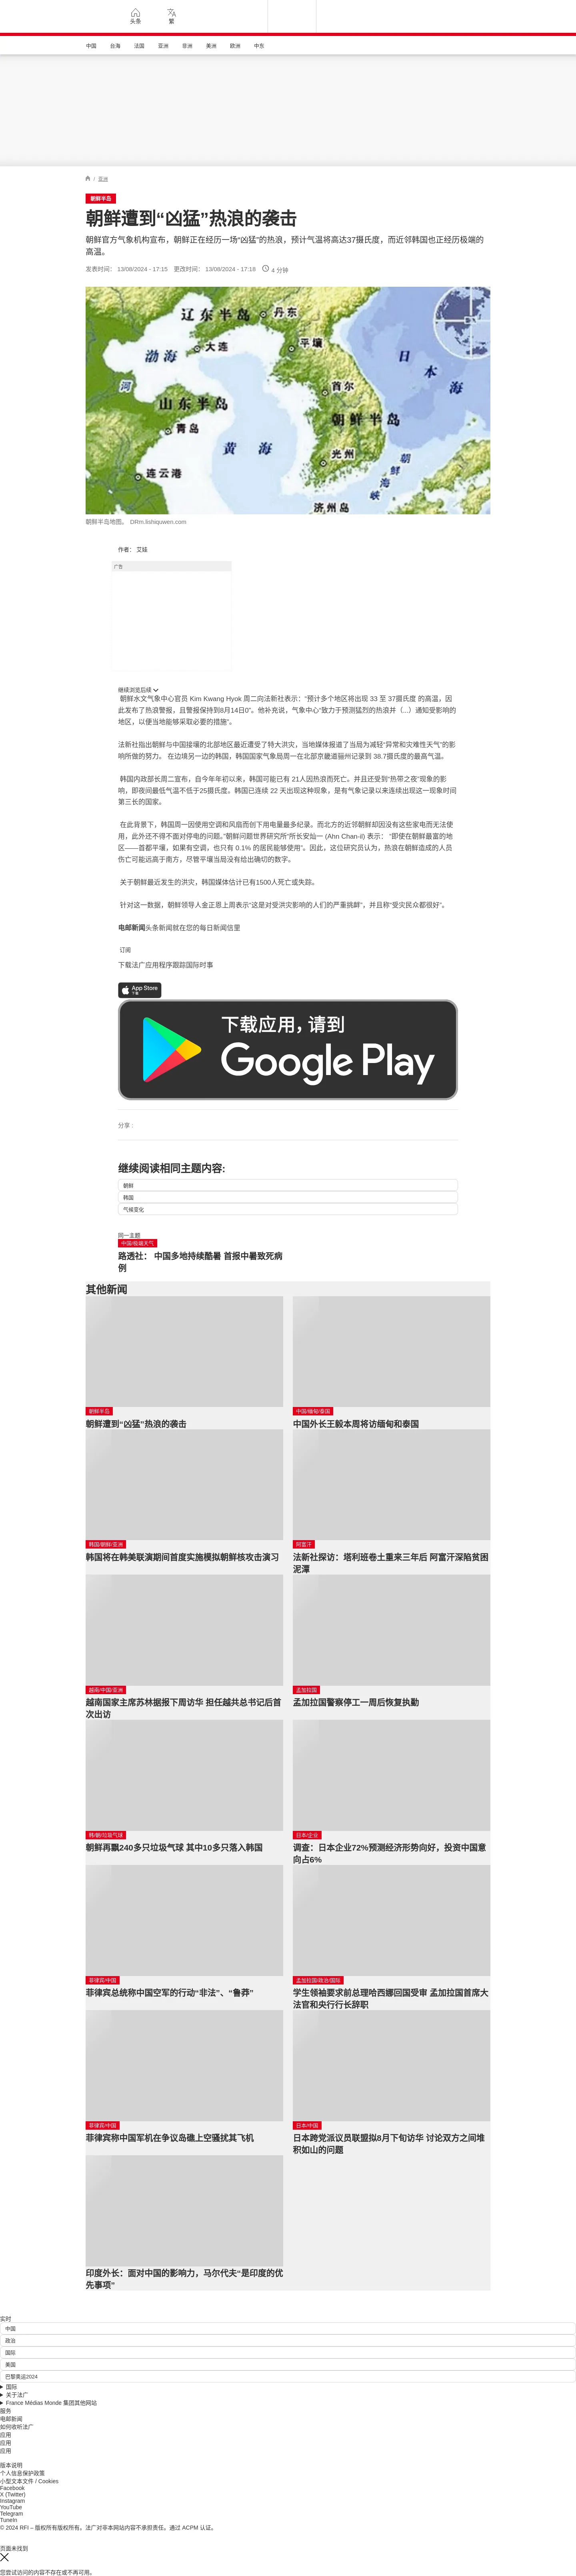 头条
繁
中国
台海
法国
亚洲
非洲
美洲
欧洲
中东
/ 亚洲
朝鲜半岛
朝鲜遭到“凶猛”热浪的袭击
朝鲜官方气象机构宣布，朝鲜正在经历一场“凶猛”的热浪，预计气温将高达37摄氏度，而近邻韩国也正经历极端的
高温。
发表时间： 13/08/2024 - 17:15 更改时间： 13/08/2024 - 17:18 4 分钟
辽东半岛
丹东
渤海
大连
平壤
日本海
河
首尔
山东半岛
朝鲜半岛
青岛
黄海
光州
朝鲜海峡
连云港
济州岛
朝鲜半岛地图。 DRm.lishiquwen.com
作者： 艾娃
广告
继续浏览后续
朝鲜水文气象中心官员 Kim Kwang Hyok 周二向法新社表示：“预计多个地区将出现 33 至 37摄氏度 的高温，因
此发布了热浪警报，且警报保持到8月14日0”。他补充说，气象中心“致力于预测猛烈的热浪并（...）通知受影响的
地区，以便当地能够采取必要的措施”。
法新社指出朝鲜与中国接壤的北部地区最近遭受了特大洪灾，当地媒体报道了当局为减轻“异常和灾难性天气”的影
响所做的努力。 在边墙另一边的韩国，韩国国家气象局周一在北部京畿道骊州记录到 38.7摄氏度的最高气温。
韩国内政部长周二宣布，自今年年初以来，韩国可能已有 21人因热浪而死亡。并且还受到“热带之夜”现象的影
响，即夜间最低气温不低于25摄氏度。韩国已连续 22 天出现这种现象，是有气象记录以来连续出现这一现象时间
第三长的国家。
在此背景下，韩国周一因使用空调和风扇而创下用电量最多纪录。而北方的近邻朝鲜却因没有这些家电而无法使
用，此外还不得不面对停电的问题。”朝鲜问题世界研究所“所长安灿一 (Ahn Chan-il) 表示： “即使在朝鲜最富的地
区——首都平壤，如果有空调，也只有 0.1% 的居民能够使用”。因此，这位研究员认为，热浪在朝鲜造成的人员
伤亡可能远高于南方，尽管平壤当局没有给出确切的数字。
关于朝鲜最近发生的洪灾，韩国媒体估计已有1500人死亡或失踪。
针对这一数据，朝鲜领导人金正恩上周表示“这是对受洪灾影响的人们的严重挑衅”，并且称“受灾民众都很好”。
电邮新闻头条新闻就在您的每日新闻信里
订阅
下载法广应用程序跟踪国际时事
App Store
下载
下载应用，请到
Google Play
分享 :
继续阅读相同主题内容:
朝鲜
韩国
气候变化
同一主题
中国/极端天气
路透社： 中国多地持续酷暑 首报中暑致死病
例
其他新闻
朝鲜半岛
朝鲜遭到“凶猛”热浪的袭击
中国/缅甸/泰国
中国外长王毅本周将访缅甸和泰国
韩国/朝鲜/亚洲
韩国将在韩美联演期间首度实施模拟朝鲜核攻击演习
阿富汗
法新社探访：塔利班卷土重来三年后 阿富汗深陷贫困
泥潭
越南/中国/亚洲
越南国家主席苏林据报下周访华 担任越共总书记后首
次出访
孟加拉国
孟加拉国警察停工一周后恢复执勤
韩/朝/垃圾气球
朝鲜再飘240多只垃圾气球 其中10多只落入韩国
日本/企业
调查：日本企业72%预测经济形势向好，投资中国意
向占6%
菲律宾/中国
菲律宾总统称中国空军的行动“非法”、“鲁莽”
孟加拉国/政治/国际
学生领袖要求前总理哈西娜回国受审 孟加拉国首席大
法官和央行行长辞职
菲律宾/中国
菲律宾称中国军机在争议岛礁上空骚扰其飞机
日本/中国
日本跨党派议员联盟拟8月下旬访华 讨论双方之间堆
积如山的问题
印度外长：面对中国的影响力，马尔代夫“是印度的优
先事项”
实时
中国
政治
国际
美国
巴黎奥运2024
国际
关于法广
France Médias Monde 集团其他网站
服务
电邮新闻
如何收听法广
应用
应用
应用
版本说明
个人信息保护政策
小型文本文件 / Cookies
Facebook
X (Twitter)
Instagram
YouTube
Telegram
TuneIn
© 2024 RFI – 版权所有版权所有。法广对非本网站内容不承担责任。通过 ACPM 认证。
页面未找到
您尝试访问的内容不存在或不再可用。